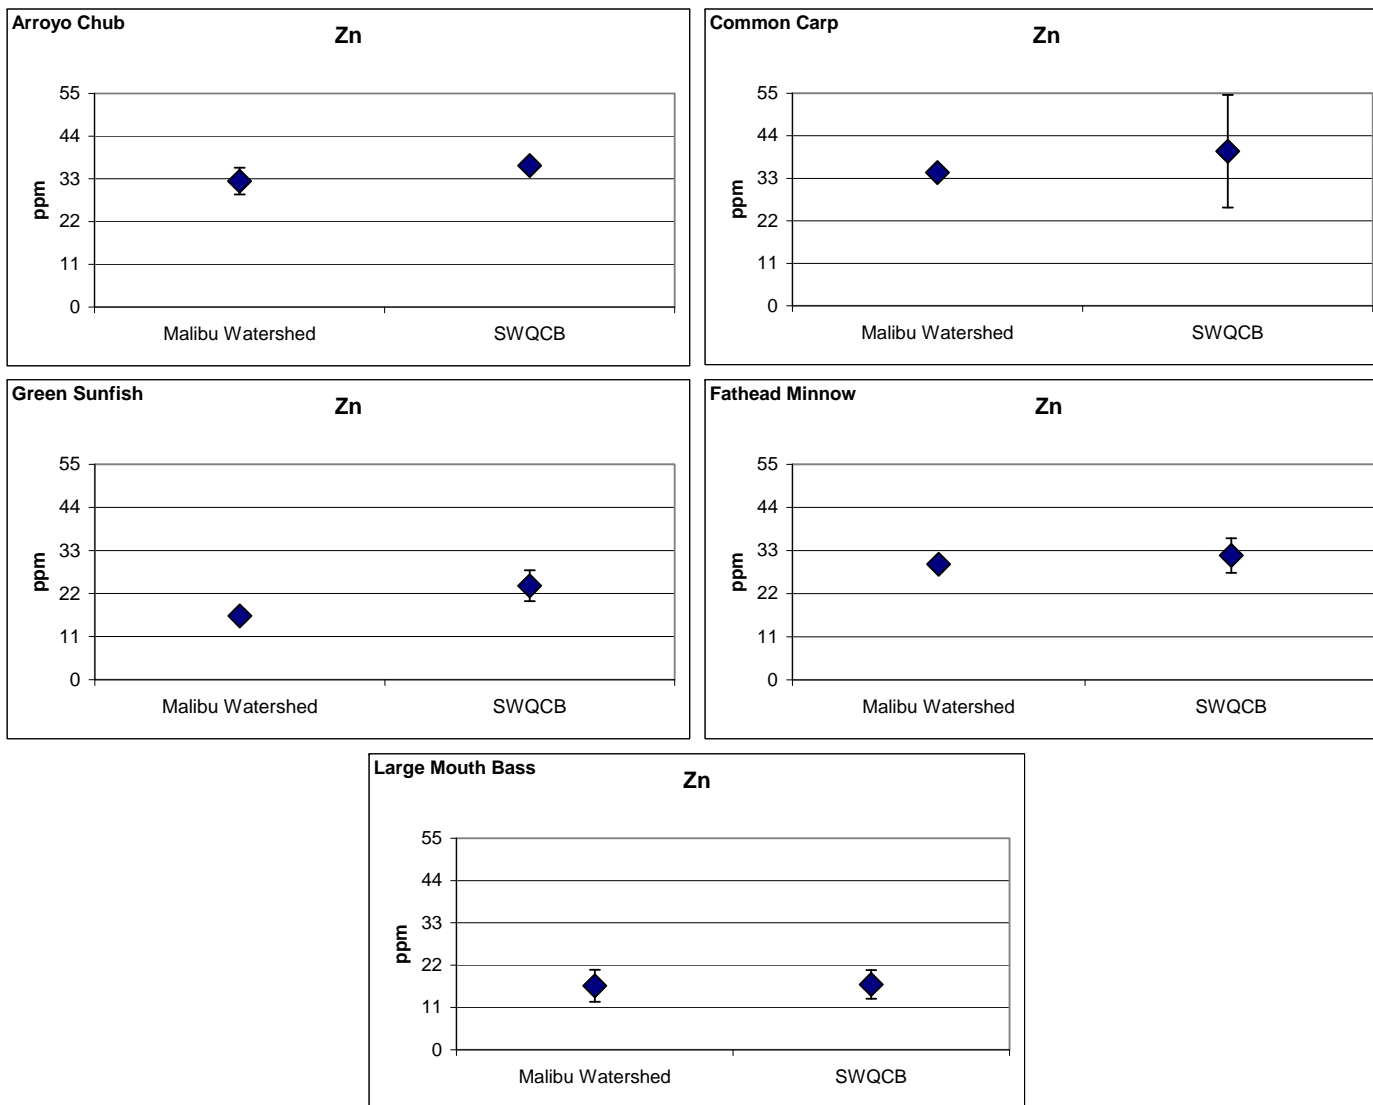 Arroyo Chub
Zn
55
44
33
22
11
0
ppm
Malibu Watershed SWQCB
Common Carp
Zn
55
44
33
22
11
0
ppm
Malibu Watershed SWQCB
Green Sunfish
Zn
55
44
33
22
11
0
ppm
Malibu Watershed SWQCB
Fathead Minnow
Zn
55
44
33
22
11
0
ppm
Malibu Watershed SWQCB
Large Mouth Bass
Zn
55
44
33
22
11
0
ppm
Malibu Watershed SWQCB